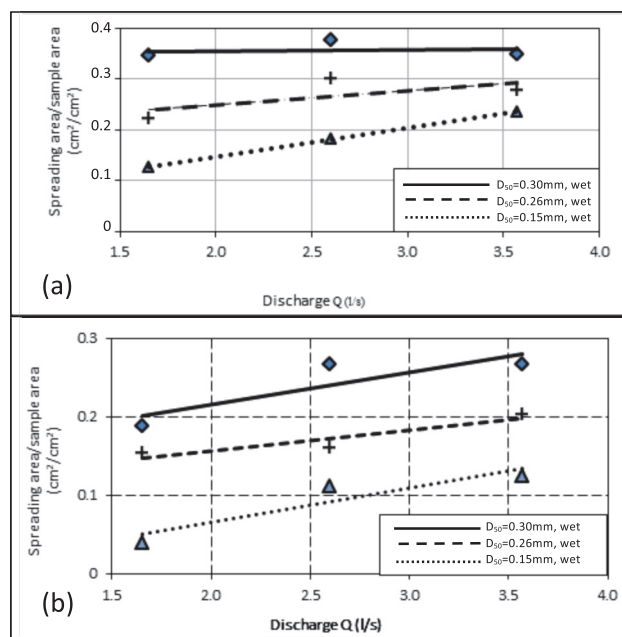 0.4
0.3
0.2
0.1
0
Spreading area/sample area
(cm²/cm²)
D₅₀=0.30mm, wet
D₅₀=0.26mm, wet
D₅₀=0.15mm, wet
1.5 2.0 2.5 3.0 3.5 4.0
(a)
Discharge Q (l/s)
0.3
0.2
0.1
0
Spreading area/sample area
(cm²/cm²)
D₅₀=0.30mm, wet
D₅₀=0.26mm, wet
D₅₀=0.15mm, wet
1.5 2.0 2.5 3.0 3.5 4.0
(b)
Discharge Q (l/s)